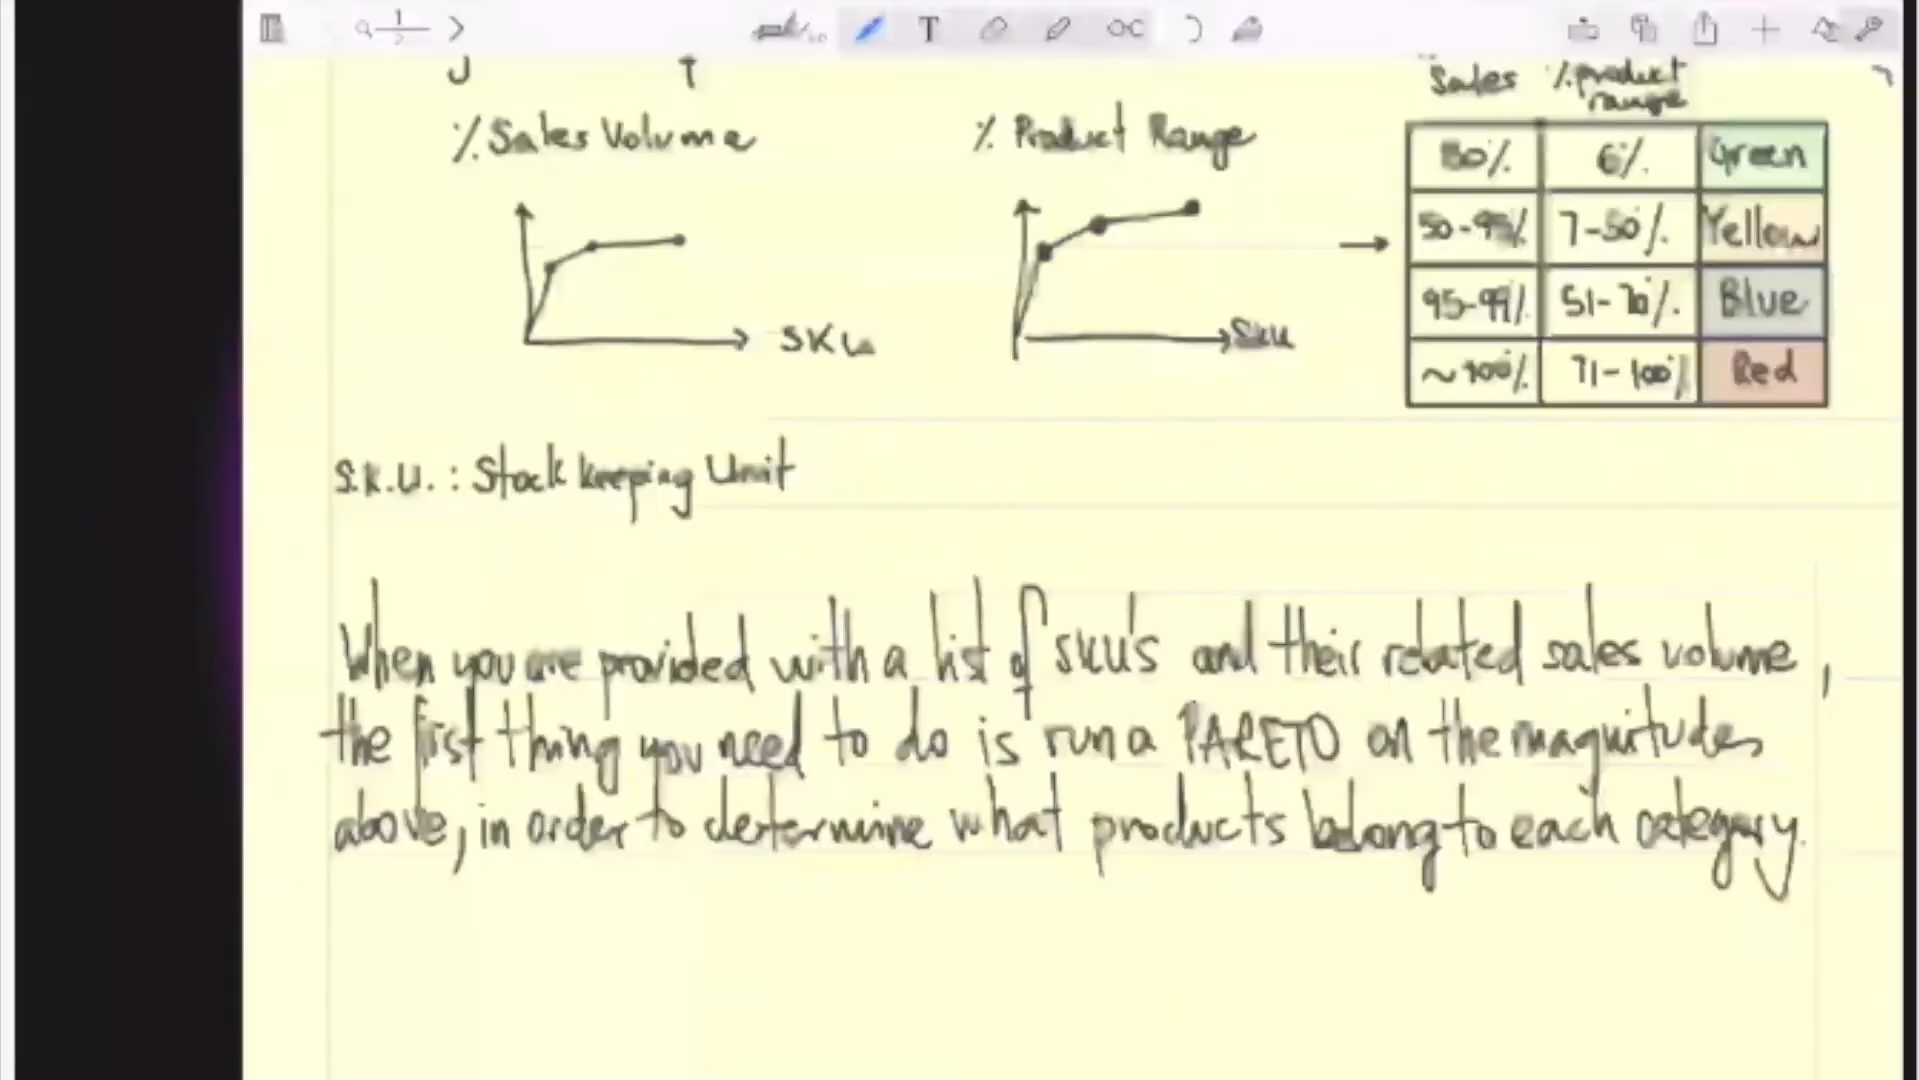 Sales % product
range
% Sales Volume
% Product Range
50% 6% Green
50-95% 7-50% Yellow
95-99% 51-70% Blue
~100% 71-100% Red
SKU
SKU
S.K.U.: Stock keeping Unit
When you are provided with a list of SKU's and their related sales volume,
the first thing you need to do is run a PARETO on the magnitudes
above, in order to determine what products belong to each category.